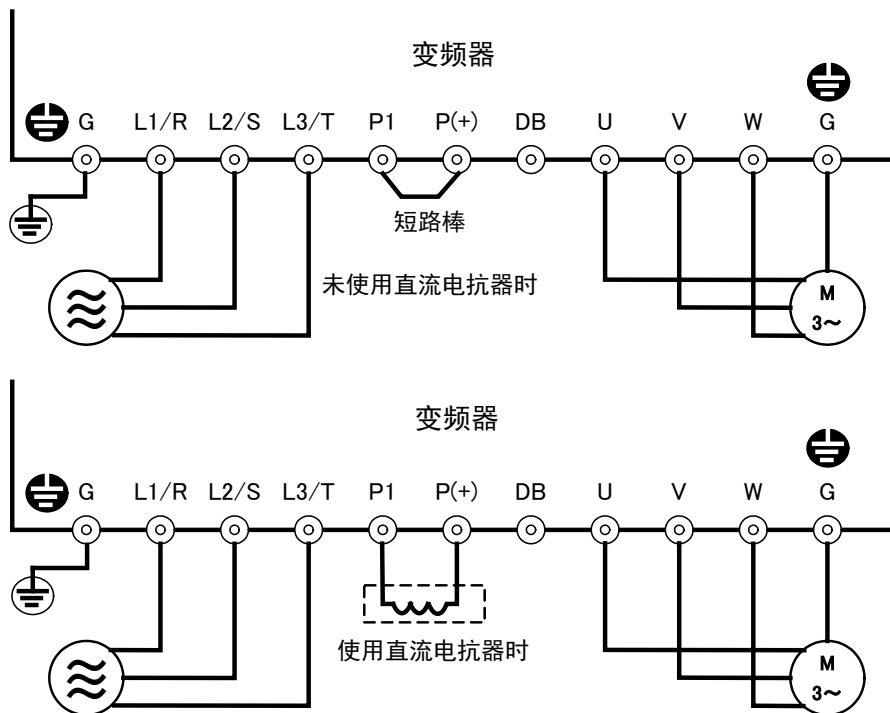 变频器
G L1/R L2/S L3/T P1 P(+) DB U V W G
短路棒
未使用直流电抗器时
M
3～
变频器
G L1/R L2/S L3/T P1 P(+) DB U V W G
使用直流电抗器时
M
3～